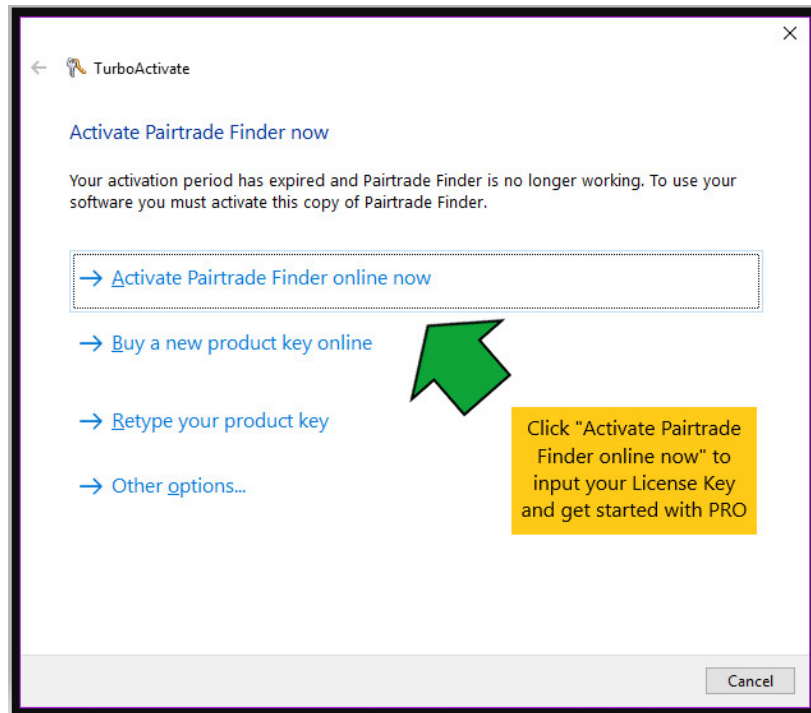 TurboActivate
Activate Pairtrade Finder now
Your activation period has expired and Pairtrade Finder is no longer working. To use your
software you must activate this copy of Pairtrade Finder.
→ Activate Pairtrade Finder online now
→ Buy a new product key online
→ Retype your product key
→ Other options...
Click "Activate Pairtrade
Finder online now" to
input your License Key
and get started with PRO
Cancel